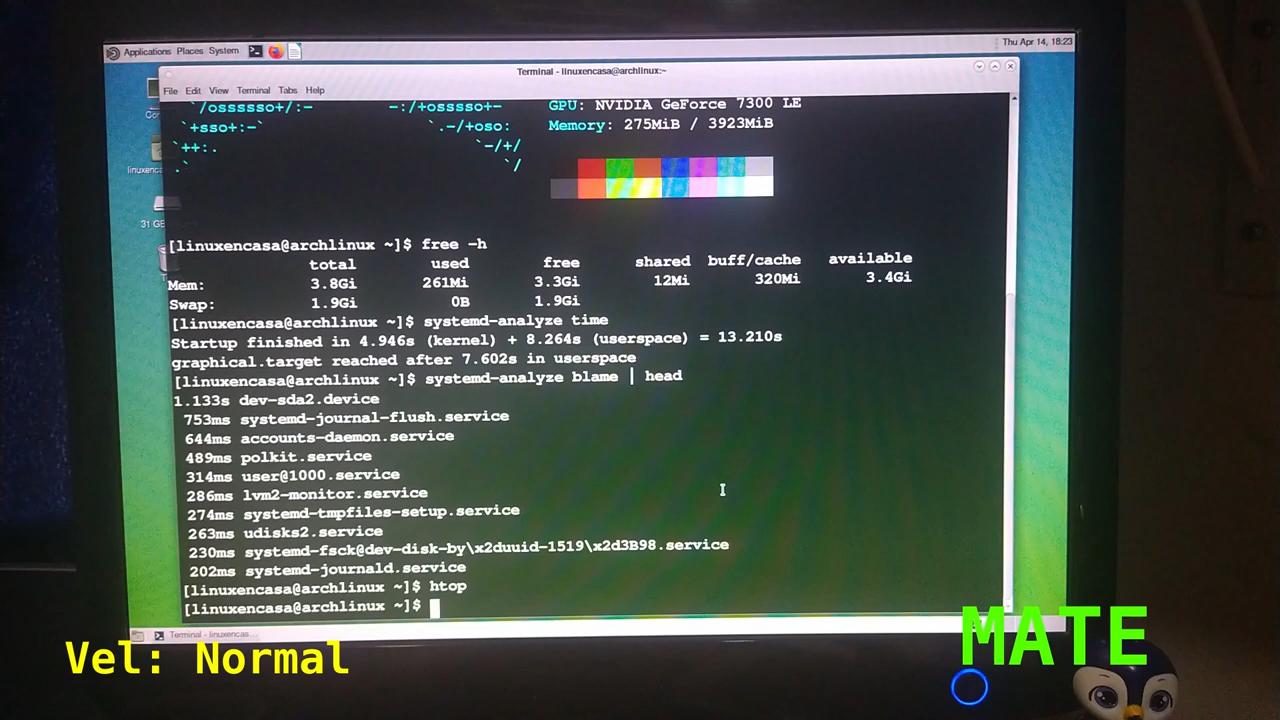 Applications Places System
Thu Apr 14, 18:23
Terminal - linuxencasa@archlinux:~
File Edit View Terminal Tabs Help
`/ossssso+/:- -:/+osssso+- GPU: NVIDIA GeForce 7300 LE
`+sso+:-` `.-/+oso: Memory: 275MiB / 3923MiB
`++:. `-/+/
.` `/
31 GB
[linuxencasa@archlinux ~]$ free -h
total used free shared buff/cache available
Mem: 3.8Gi 261Mi 3.3Gi 12Mi 320Mi 3.4Gi
Swap: 1.9Gi 0B 1.9Gi
[linuxencasa@archlinux ~]$ systemd-analyze time
Startup finished in 4.946s (kernel) + 8.264s (userspace) = 13.210s
graphical.target reached after 7.602s in userspace
[linuxencasa@archlinux ~]$ systemd-analyze blame | head
1.133s dev-sda2.device
753ms systemd-journal-flush.service
644ms accounts-daemon.service
489ms polkit.service
314ms user@1000.service
286ms lvm2-monitor.service
274ms systemd-tmpfiles-setup.service
263ms udisks2.service
230ms systemd-fsck@dev-disk-by\x2duuid-1519\x2d3B98.service
202ms systemd-journald.service
[linuxencasa@archlinux ~]$ htop
[linuxencasa@archlinux ~]$
Terminal - linuxencas...
Vel: Normal
MATE